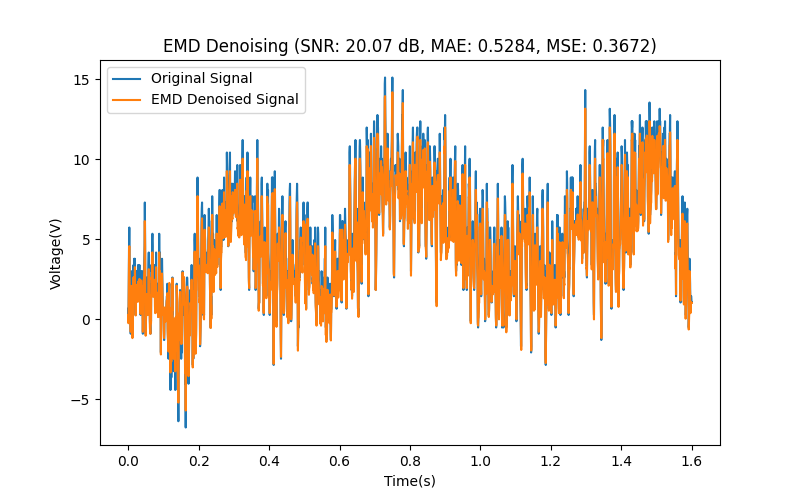 EMD Denoising (SNR: 20.07 dB, MAE: 0.5284, MSE: 0.3672)
Original Signal
EMD Denoised Signal
15
10
5
0
−5
Voltage(V)
0.0 0.2 0.4 0.6 0.8 1.0 1.2 1.4 1.6
Time(s)